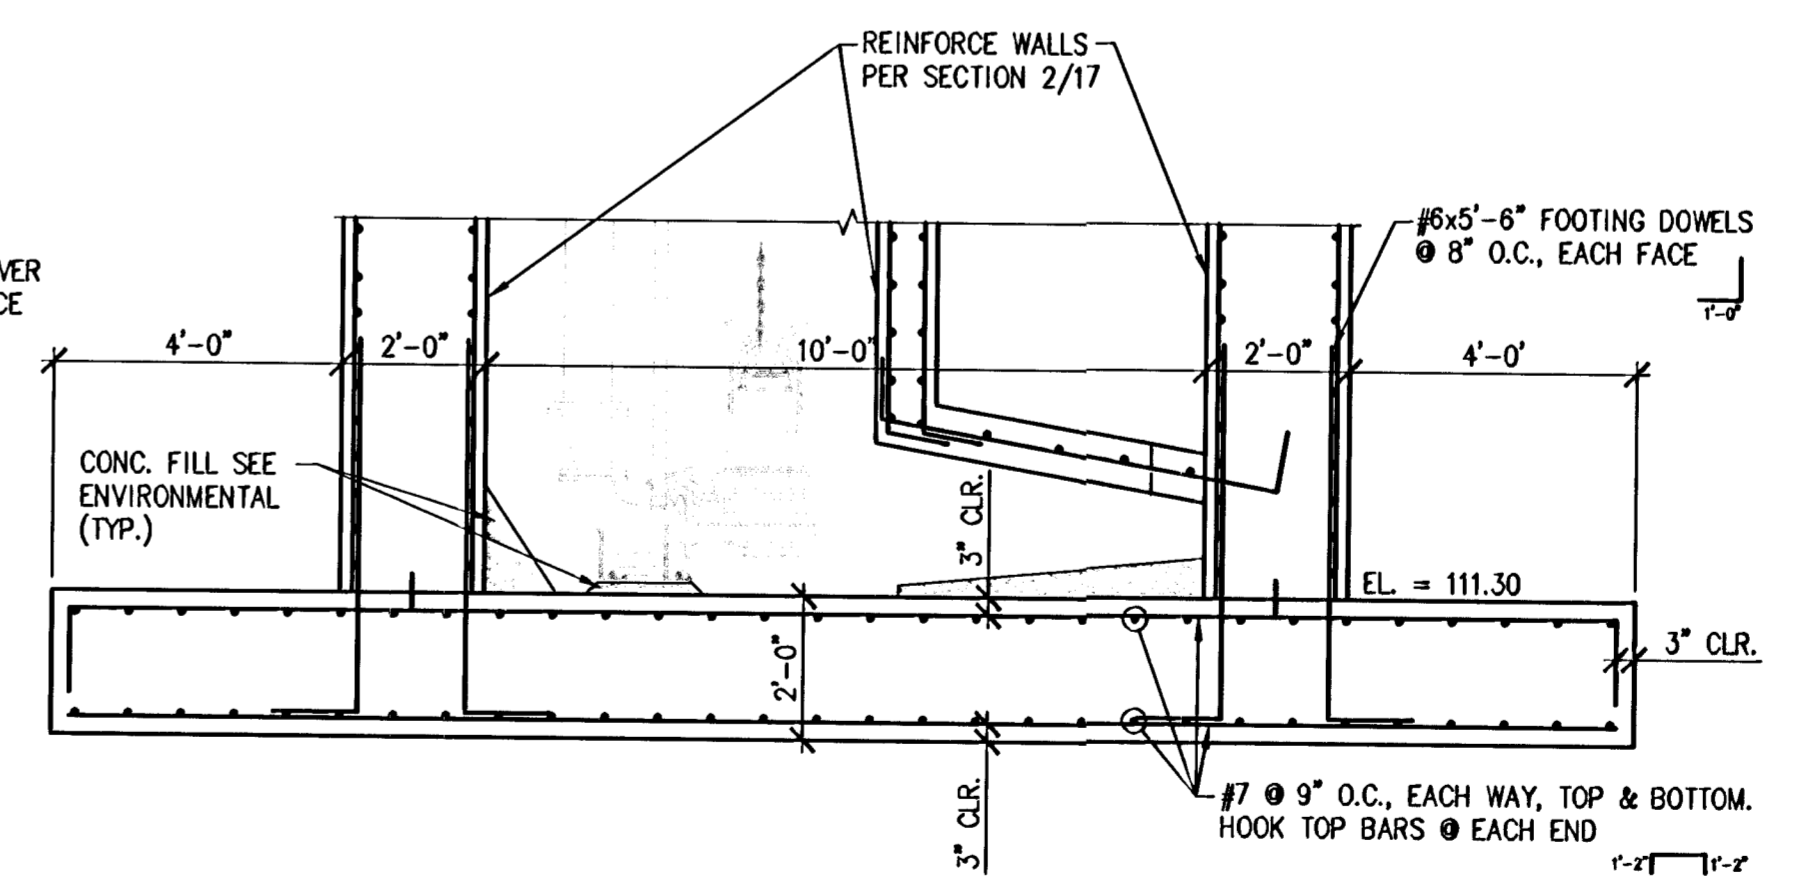 REINFORCE WALLS
PER SECTION 2/17
#6x5'-6" FOOTING DOWELS
@ 8" O.C., EACH FACE
1'-0"
VER
CE
4'-0"
2'-0"
10'-0"
2'-0"
4'-0'
CONC. FILL SEE
ENVIRONMENTAL
(TYP.)
3" CLR.
EL. = 111.30
2'-0"
3" CLR.
3" CLR.
#7 @ 9" O.C., EACH WAY, TOP & BOTTOM.
HOOK TOP BARS @ EACH END
1'-2" 1'-2"